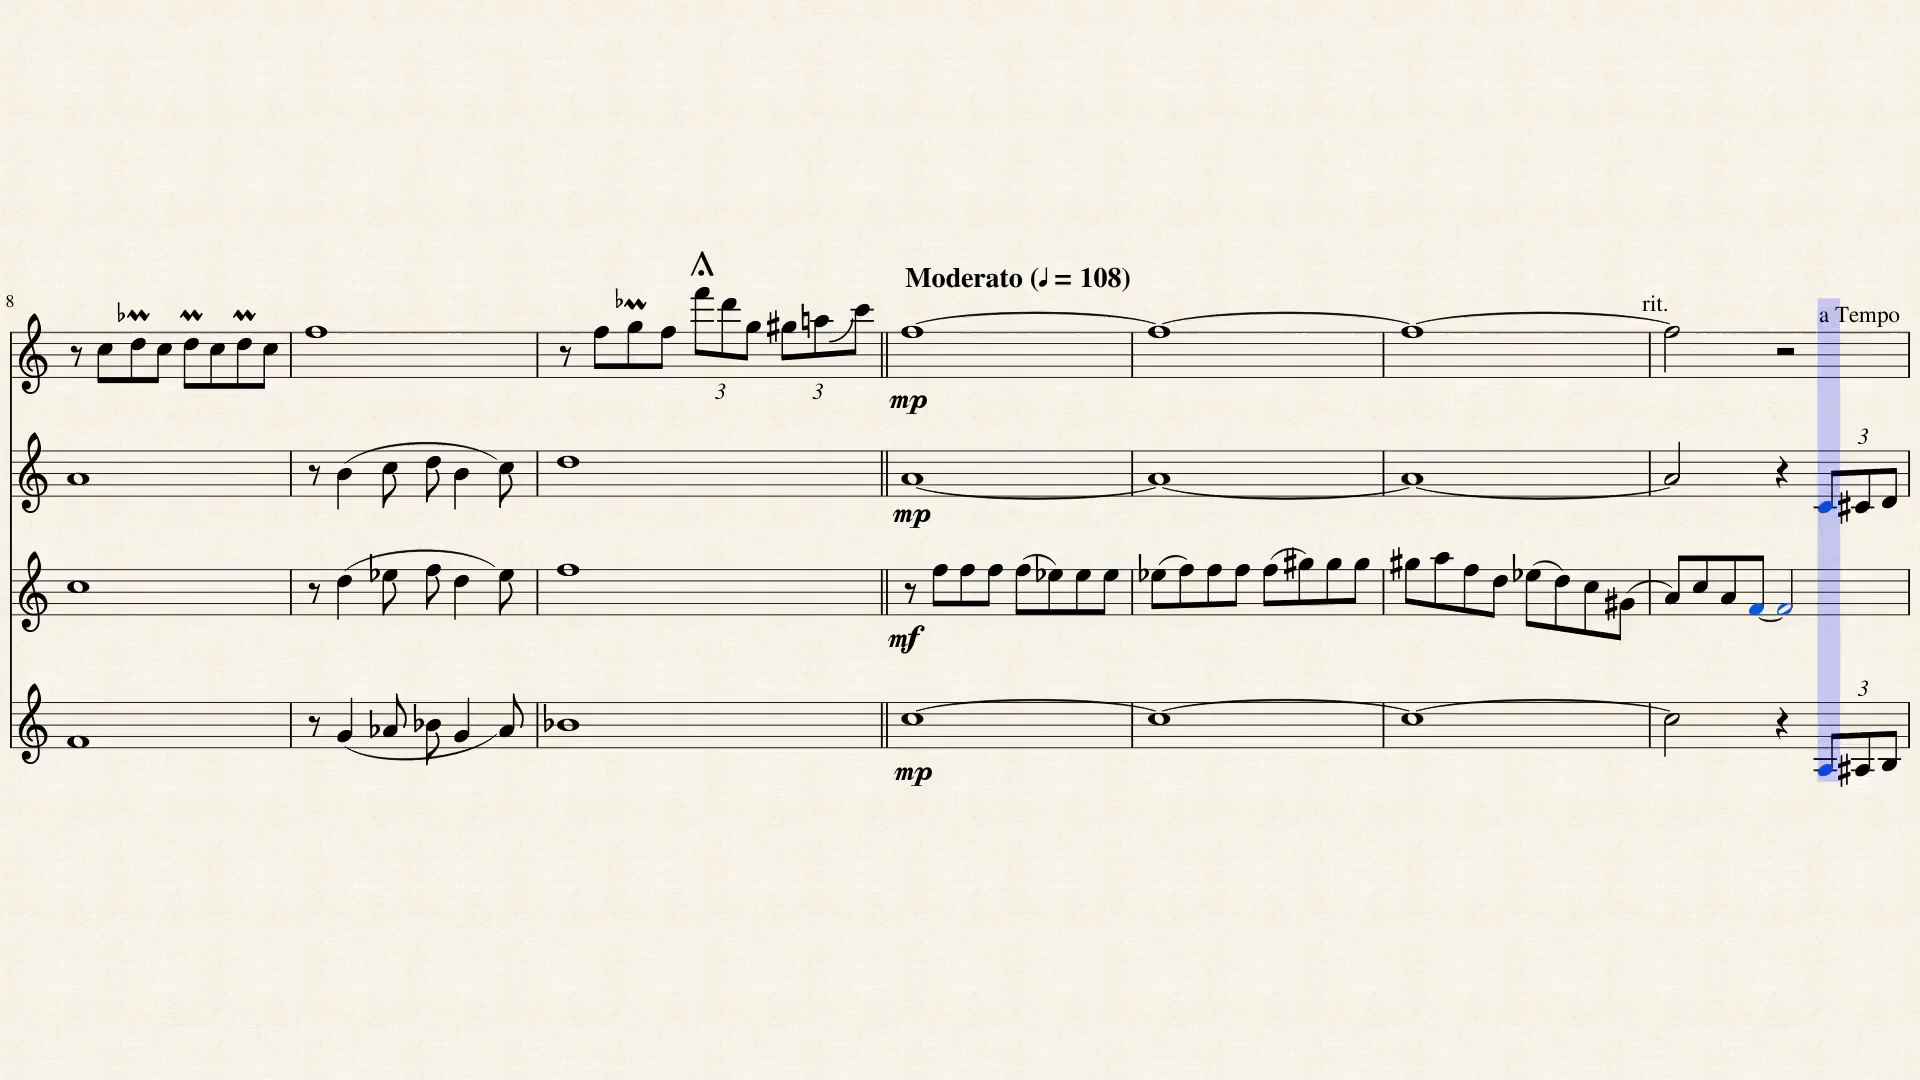 8
Moderato (♩ = 108)
rit.
a Tempo
3
3
mp
3
mp
mf
3
mp